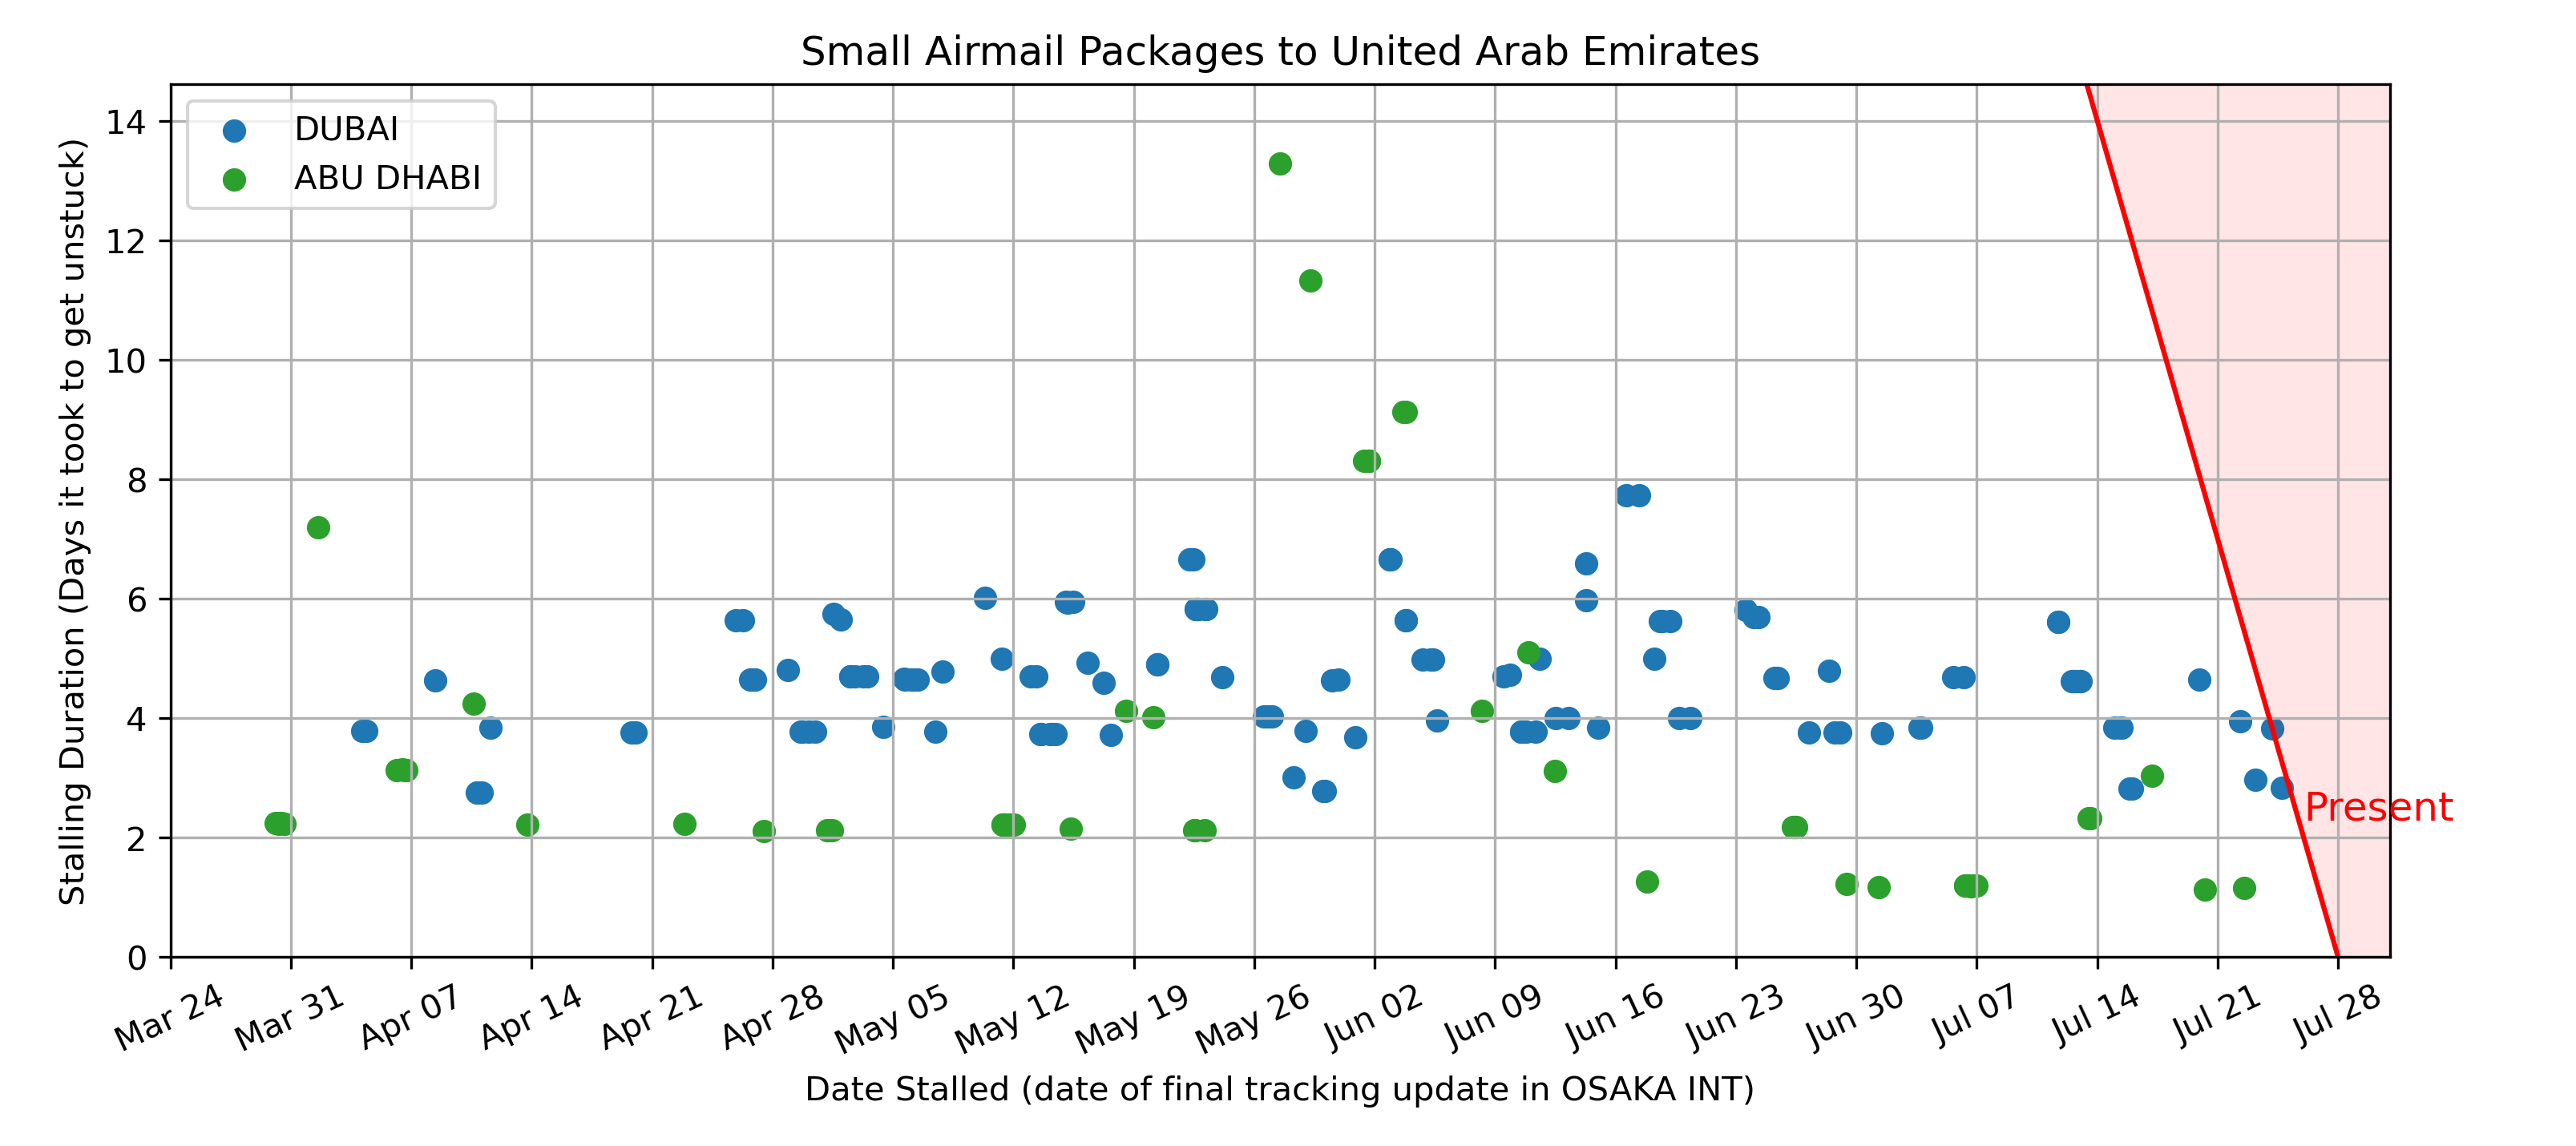 Small Airmail Packages to United Arab Emirates
DUBAI
ABU DHABI
Stalling Duration (Days it took to get unstuck)
14
12
10
8
6
4
2
0
Present
Mar 24
Mar 31
Apr 07
Apr 14
Apr 21
Apr 28
May 05
May 12
May 19
May 26
Jun 02
Jun 09
Jun 16
Jun 23
Jun 30
Jul 07
Jul 14
Jul 21
Jul 28
Date Stalled (date of final tracking update in OSAKA INT)